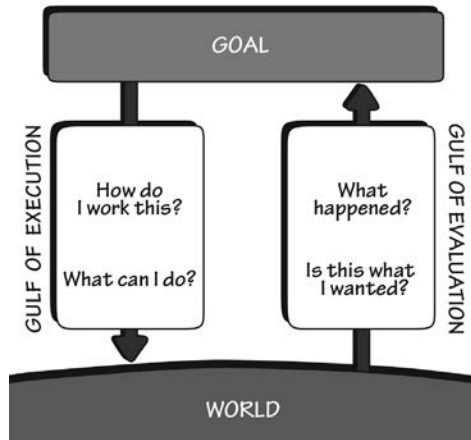 GOAL
GULF OF EXECUTION
How do
I work this?
What can I do?
What
happened?
Is this what
I wanted?
GULF OF EVALUATION
WORLD